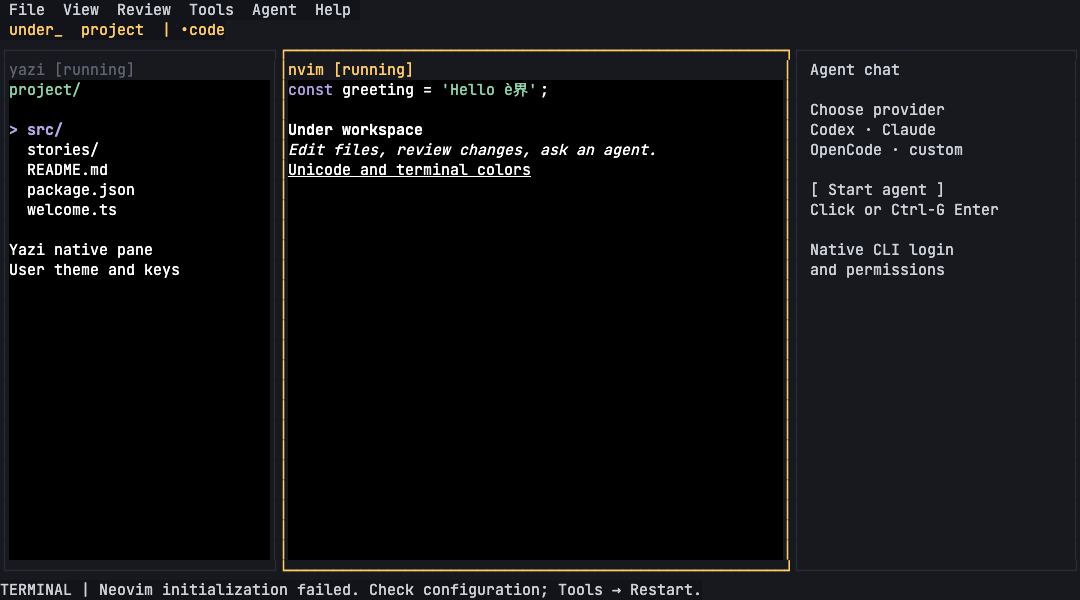 File  View  Review  Tools  Agent  Help
under_  project  | •code
yazi [running]
project/
> src/
stories/
README.md
package.json
welcome.ts
Yazi native pane
User theme and keys
nvim [running]
const greeting = 'Hello è界';
Under workspace
Edit files, review changes, ask an agent.
Unicode and terminal colors
Agent chat
Choose provider
Codex · Claude
OpenCode · custom
[ Start agent ]
Click or Ctrl-G Enter
Native CLI login
and permissions
TERMINAL | Neovim initialization failed. Check configuration; Tools → Restart.